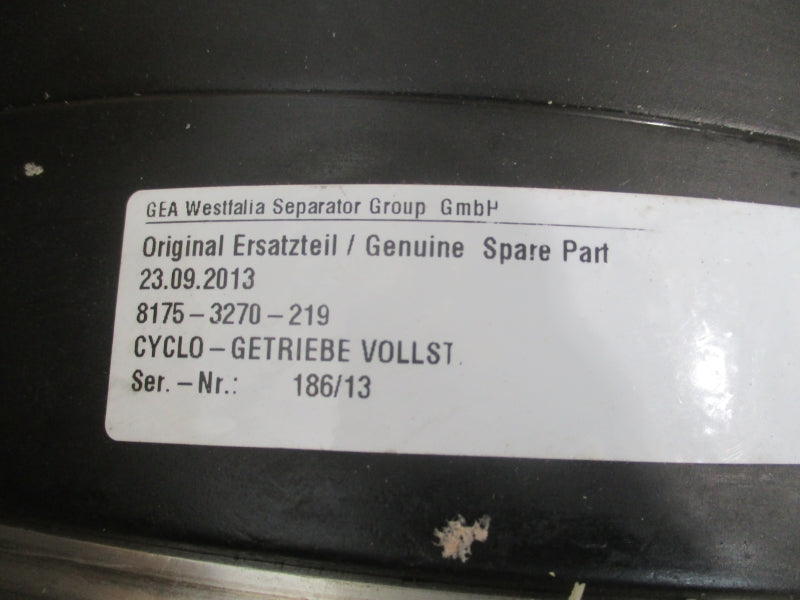 GEA Westfalia Separator Group GmbH
Original Ersatzteil / Genuine Spare Part
23.09.2013
8175-3270-219
CYCLO-GETRIEBE VOLLST.
Ser.-Nr.: 186/13